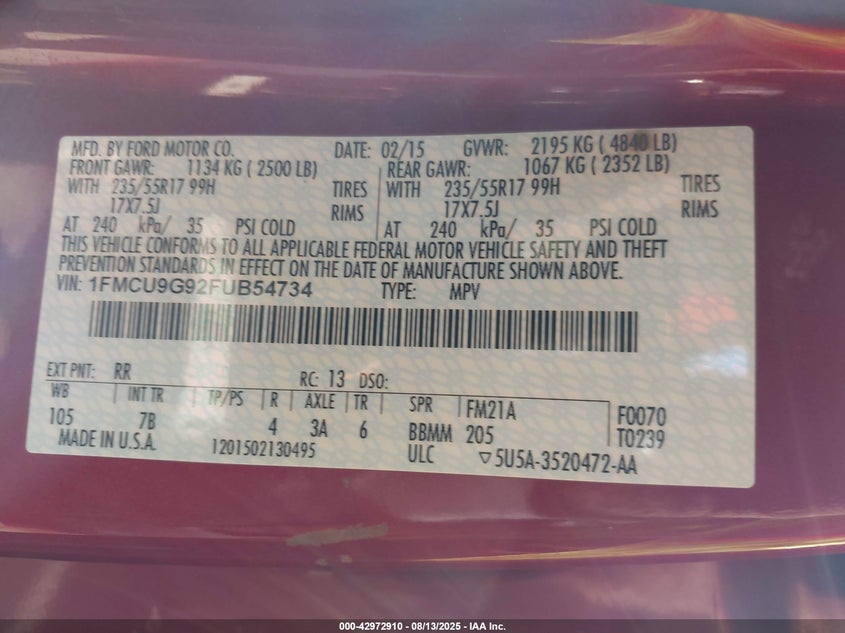 MFD. BY FORD MOTOR CO. DATE: 02/15 GVWR: 2195 KG ( 4840 LB)
FRONT GAWR: 1134 KG ( 2500 LB) REAR GAWR: 1067 KG ( 2352 LB)
WITH 235/55R17 99H TIRES WITH 235/55R17 99H TIRES
17X7.5J RIMS 17X7.5J RIMS
AT 240 kPa/ 35 PSI COLD AT 240 kPa/ 35 PSI COLD
THIS VEHICLE CONFORMS TO ALL APPLICABLE FEDERAL MOTOR VEHICLE SAFETY AND THEFT
PREVENTION STANDARDS IN EFFECT ON THE DATE OF MANUFACTURE SHOWN ABOVE.
VIN: 1FMCU9G92FUB54734 TYPE: MPV
EXT PNT: RR RC: 13 DSO:
WB INT TR TP/PS R AXLE TR SPR FM21A F0070
105 7B 4 3A 6 BBMM 205 T0239
MADE IN U.S.A. 1201502130495 ULC ▽5U5A-3520472-AA
000-42972910 - 08/13/2025 - IAA Inc.